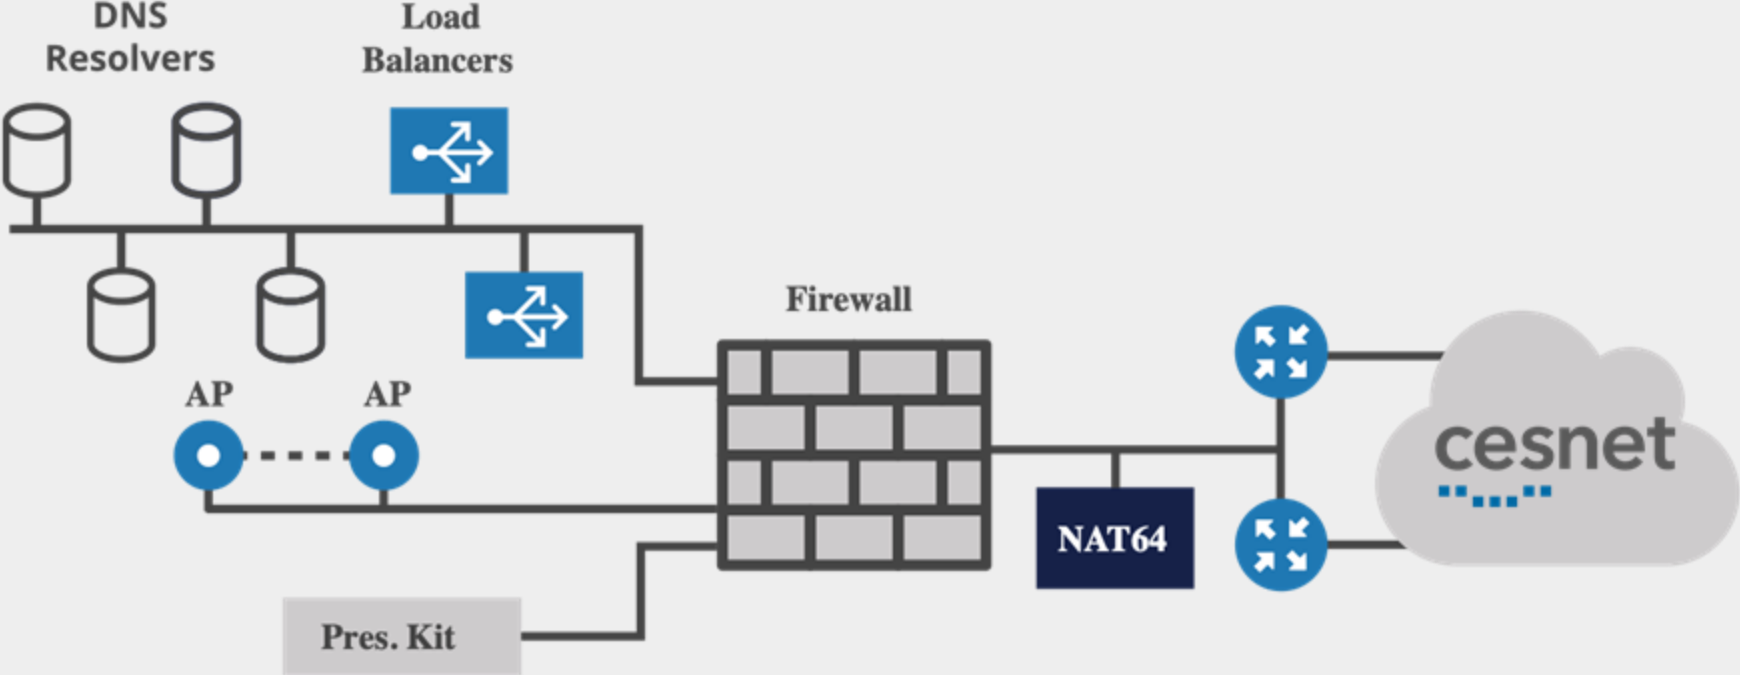 DNS
Resolvers
Load
Balancers
Firewall
AP
AP
cesnet
NAT64
Pres. Kit